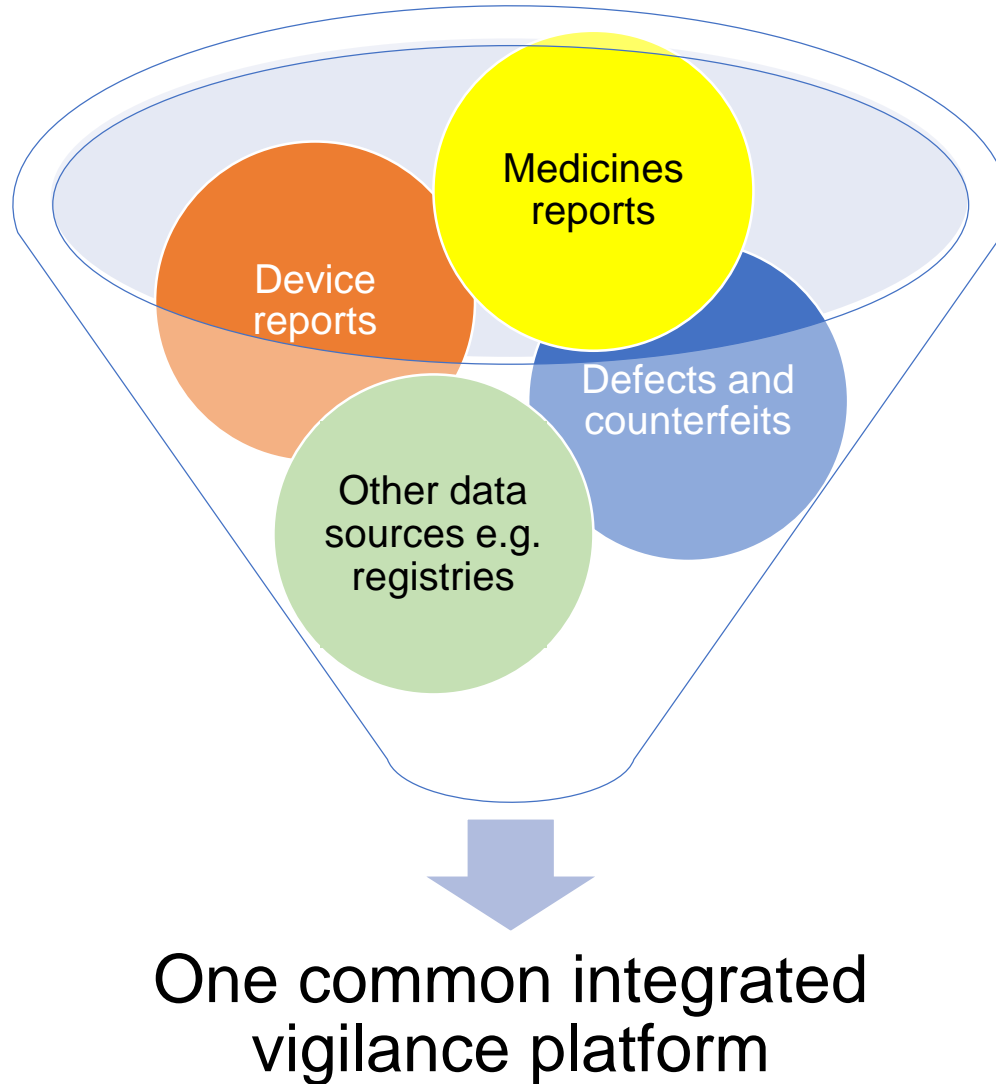 Medicines
reports
Device
reports
Defects and
counterfeits
Other data
sources e.g.
registries
One common integrated
vigilance platform